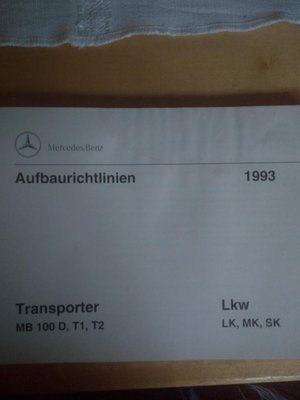 Mercedes-Benz
Aufbaurichtlinien 1993
Transporter Lkw
MB 100 D, T1, T2 LK, MK, SK